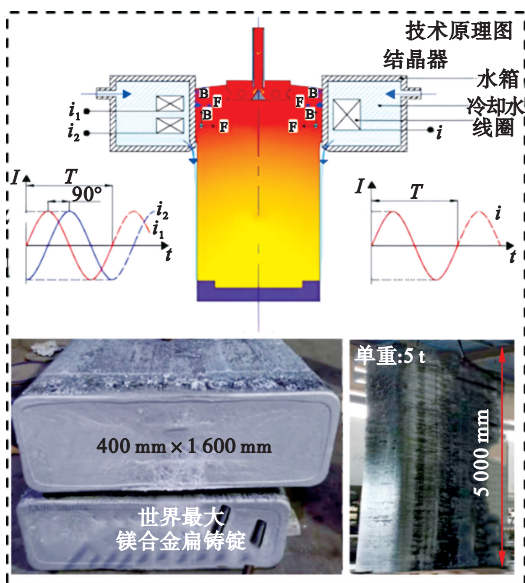 技术原理图
结晶器
水箱
冷却水
线圈
i₁
i₂
i
B
F
B
F
B
F
B
F
I
T
90°
i₂
i₁
t
I
T
i
t
400 mm×1 600 mm
世界最大
镁合金扁铸锭
单重:5 t
5 000 mm